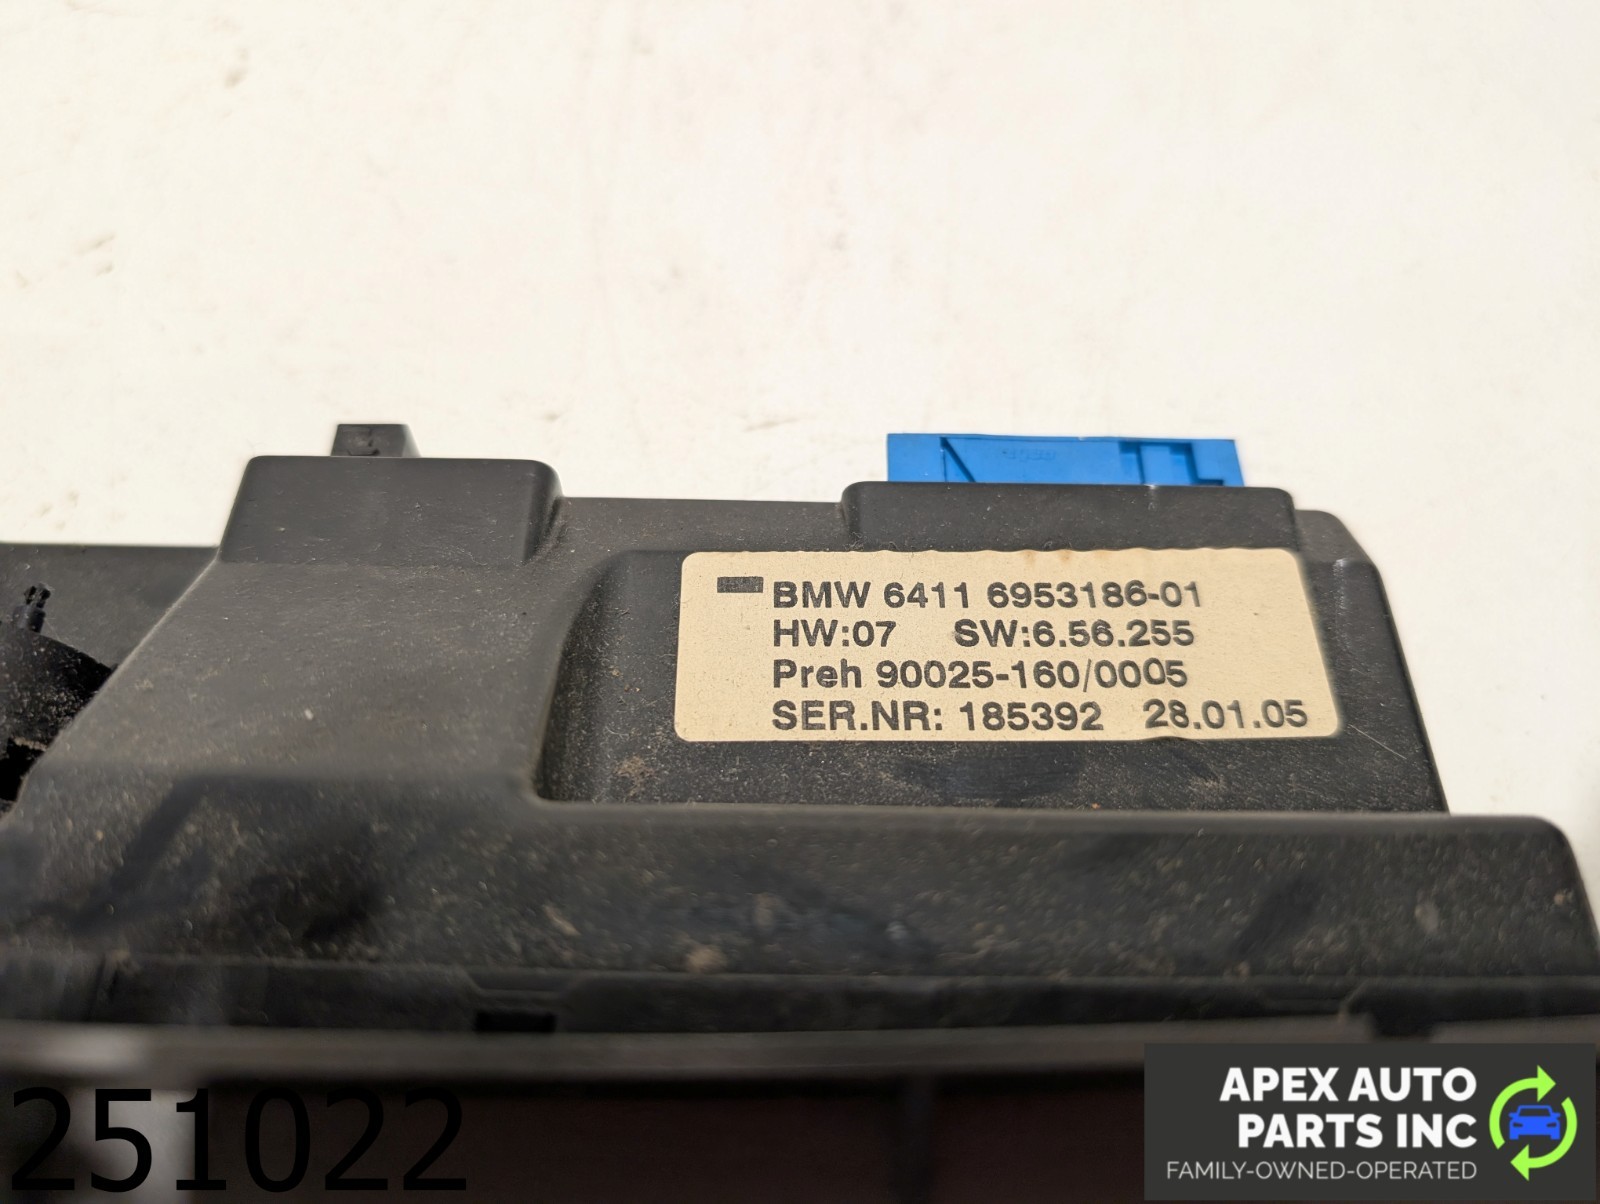 BMW 6411 6953186-01
HW:07 SW:6.56.255
Preh 90025-160/0005
SER.NR: 185392 28.01.05
251022
APEX AUTO
PARTS INC
FAMILY-OWNED-OPERATED